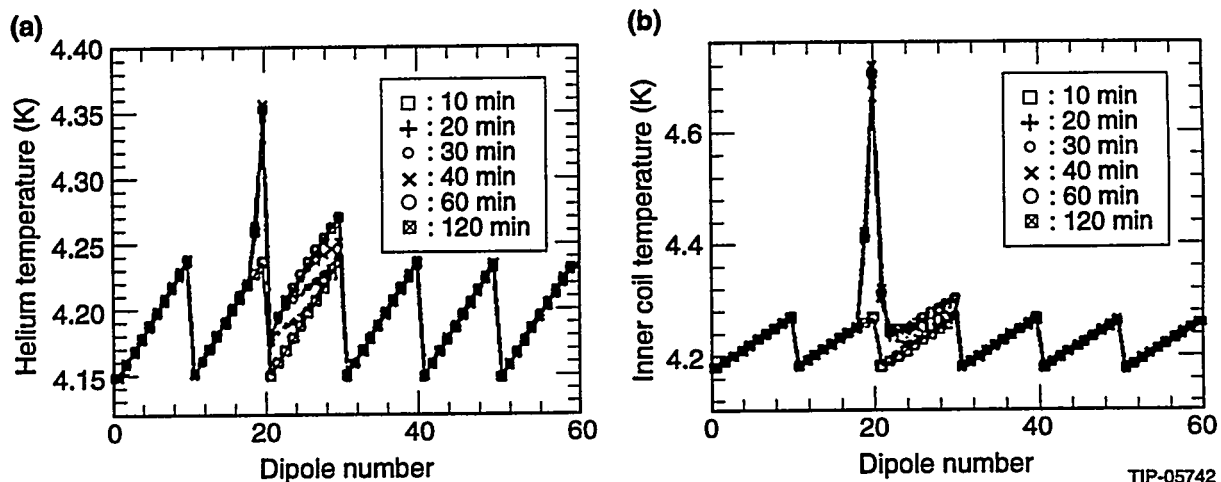 (a)
4.40
4.35
4.30
4.25
4.20
4.15
Helium temperature (K)
: 10 min
: 20 min
: 30 min
: 40 min
: 60 min
: 120 min
0
20
40
60
Dipole number
(b)
4.6
4.4
4.2
Inner coil temperature (K)
: 10 min
: 20 min
: 30 min
: 40 min
: 60 min
: 120 min
0
20
40
60
Dipole number
TIP-05742